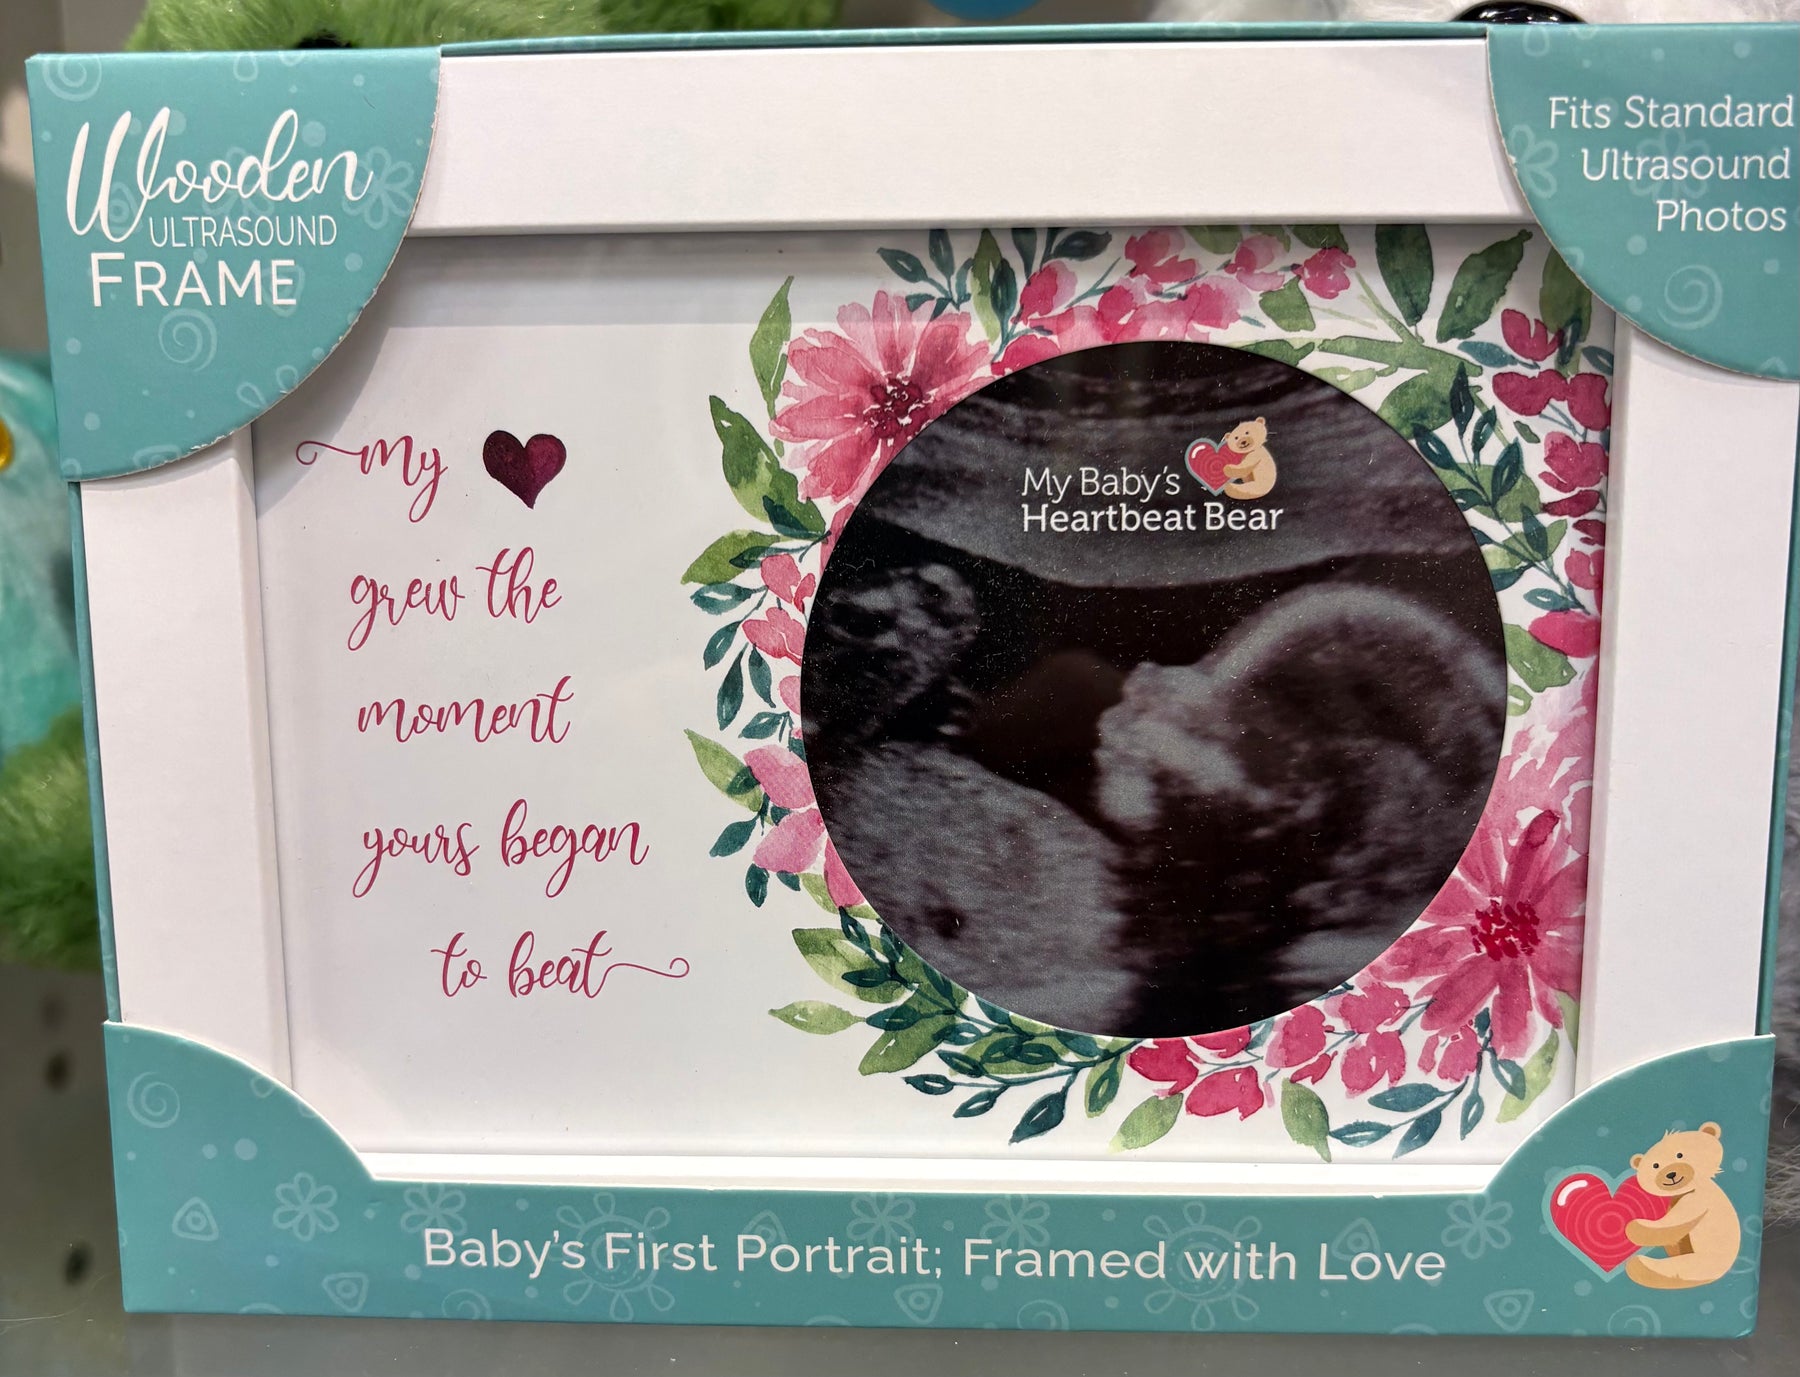 Wooden
ULTRASOUND
FRAME
Fits Standard
Ultrasound
Photos
my
grew the
moment
yours began
to beat
My Baby's
Heartbeat Bear
Baby's First Portrait; Framed with Love